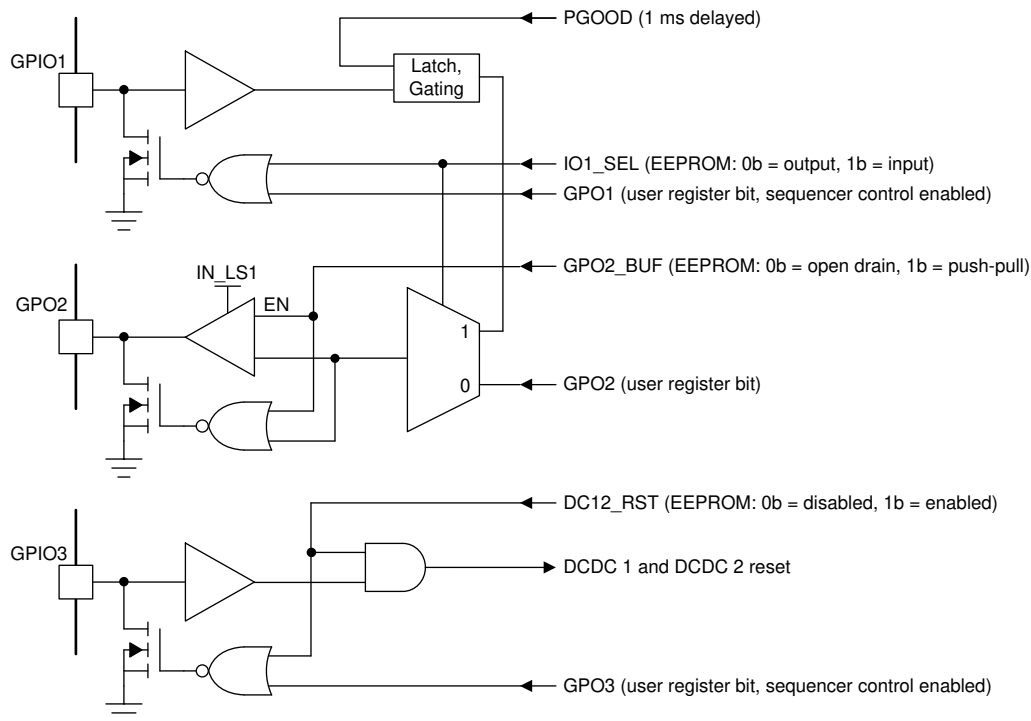 PGOOD (1 ms delayed)
GPIO1
Latch,
Gating
IO1_SEL (EEPROM: 0b = output, 1b = input)
GPO1 (user register bit, sequencer control enabled)
IN_LS1
GPO2_BUF (EEPROM: 0b = open drain, 1b = push-pull)
GPO2
EN
1
0
GPO2 (user register bit)
DC12_RST (EEPROM: 0b = disabled, 1b = enabled)
GPIO3
DCDC 1 and DCDC 2 reset
GPO3 (user register bit, sequencer control enabled)